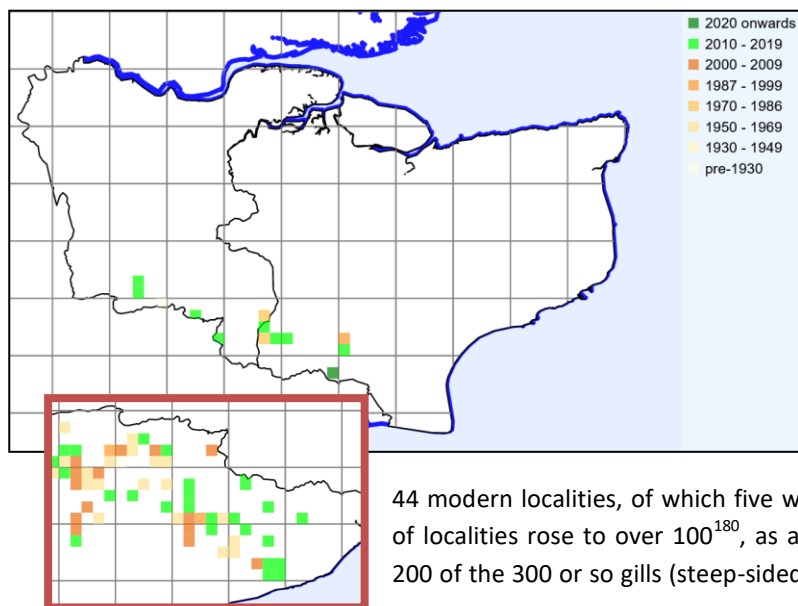 2020 onwards
2010 - 2019
2000 - 2009
1987 - 1999
1970 - 1986
1950 - 1969
1930 - 1949
pre-1930
44 modern localities, of which five w
of localities rose to over 100¹⁸⁰, as a
200 of the 300 or so gills (steep-sided